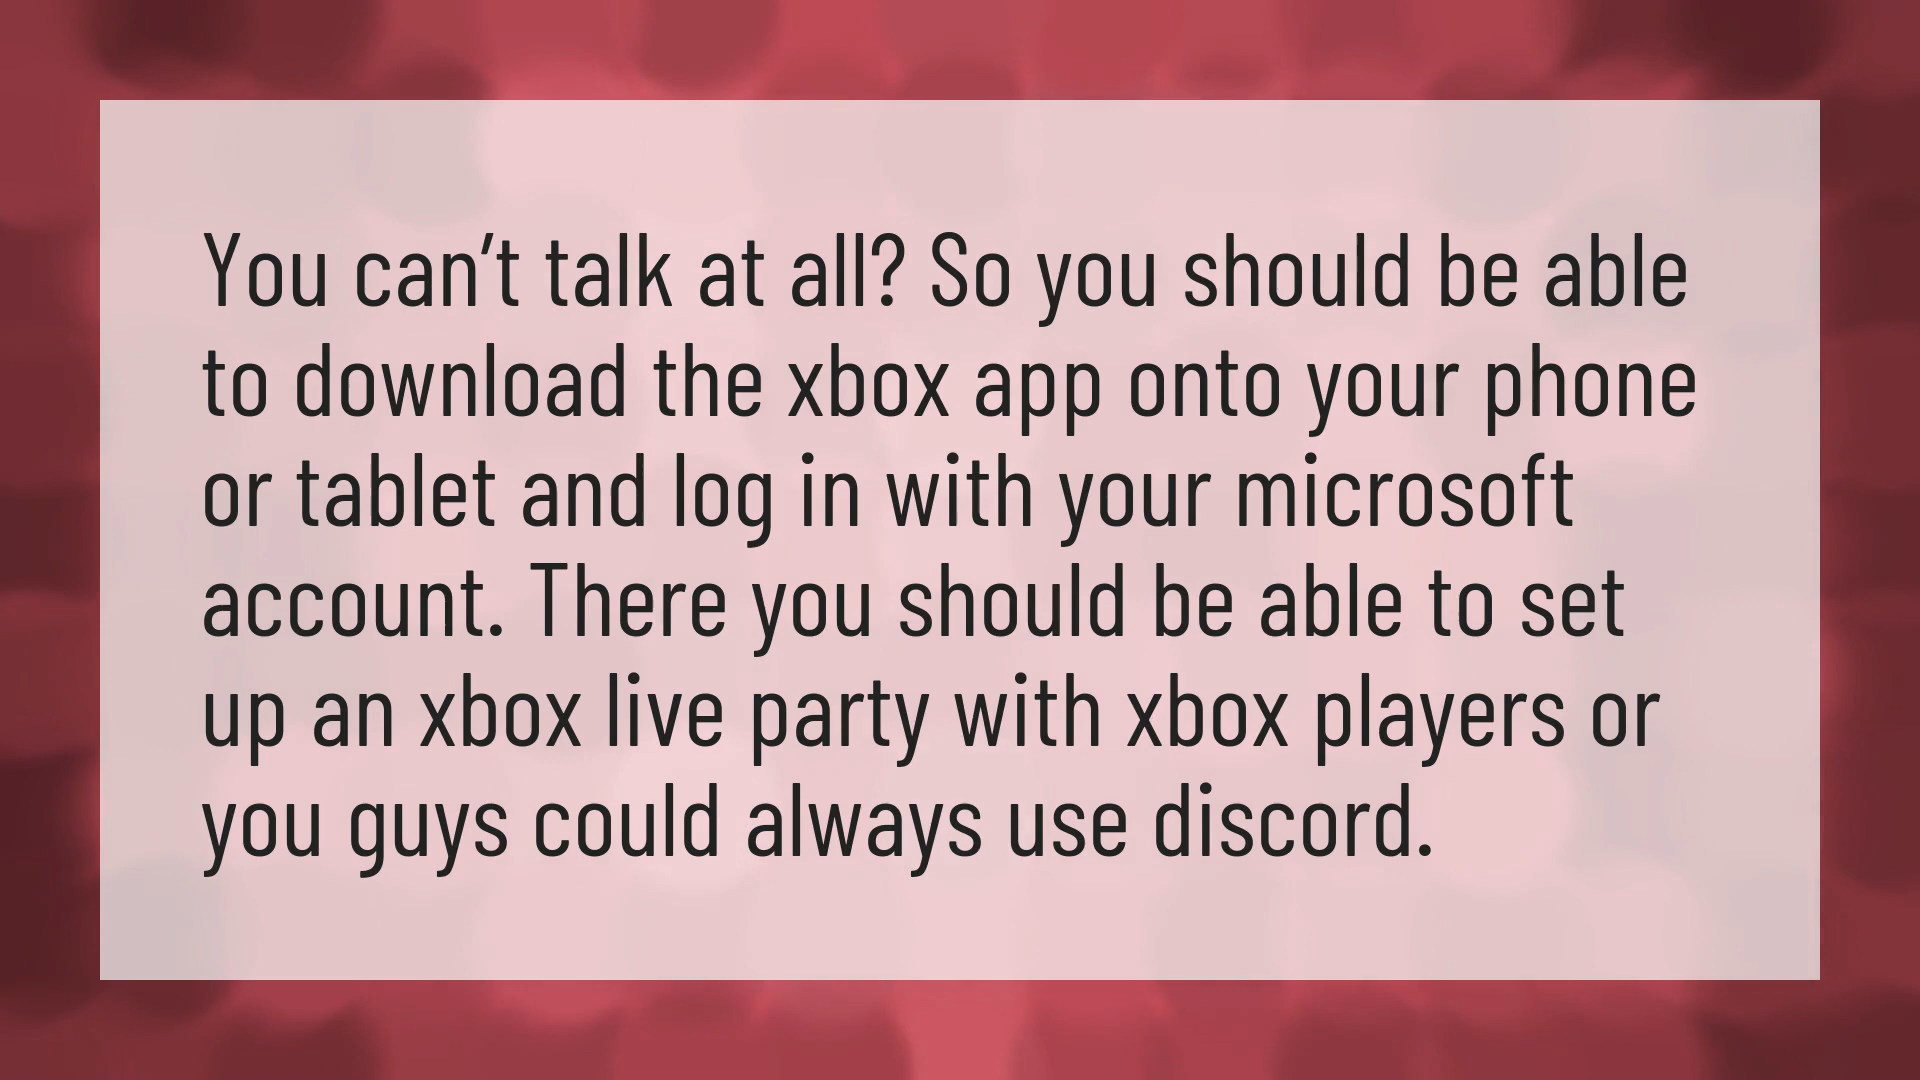 You can’t talk at all? So you should be able
to download the xbox app onto your phone
or tablet and log in with your microsoft
account. There you should be able to set
up an xbox live party with xbox players or
you guys could always use discord.